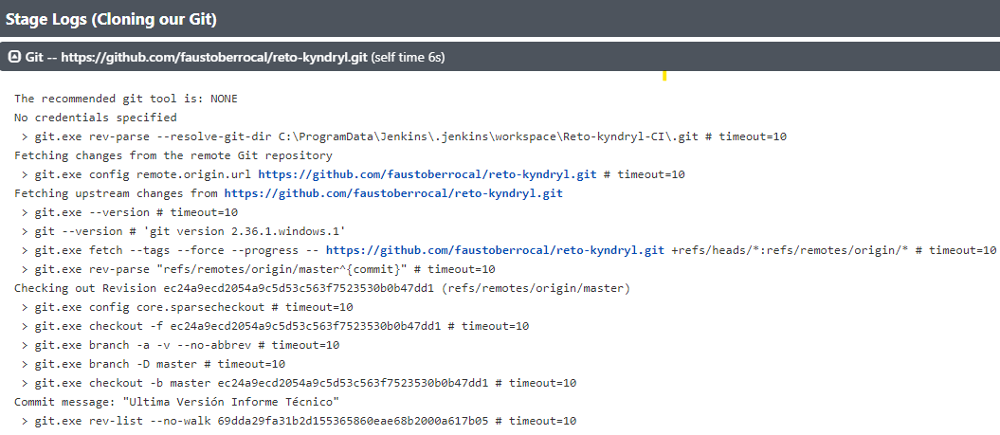 Stage Logs (Cloning our Git)
Git -- https://github.com/faustoberrocal/reto-kyndryl.git (self time 6s)
The recommended git tool is: NONE
No credentials specified
> git.exe rev-parse --resolve-git-dir C:\ProgramData\Jenkins\.jenkins\workspace\Reto-kyndryl-CI\.git # timeout=10
Fetching changes from the remote Git repository
> git.exe config remote.origin.url https://github.com/faustoberrocal/reto-kyndryl.git # timeout=10
Fetching upstream changes from https://github.com/faustoberrocal/reto-kyndryl.git
> git.exe --version # timeout=10
> git --version # 'git version 2.36.1.windows.1'
> git.exe fetch --tags --force --progress -- https://github.com/faustoberrocal/reto-kyndryl.git +refs/heads/*:refs/remotes/origin/* # timeout=10
> git.exe rev-parse "refs/remotes/origin/master^{commit}" # timeout=10
Checking out Revision ec24a9ecd2054a9c5d53c563f7523530b0b47dd1 (refs/remotes/origin/master)
> git.exe config core.sparsecheckout # timeout=10
> git.exe checkout -f ec24a9ecd2054a9c5d53c563f7523530b0b47dd1 # timeout=10
> git.exe branch -a -v --no-abbrev # timeout=10
> git.exe branch -D master # timeout=10
> git.exe checkout -b master ec24a9ecd2054a9c5d53c563f7523530b0b47dd1 # timeout=10
Commit message: "Ultima Versión Informe Técnico"
> git.exe rev-list --no-walk 69dda29fa31b2d155365860eae68b2000a617b05 # timeout=10